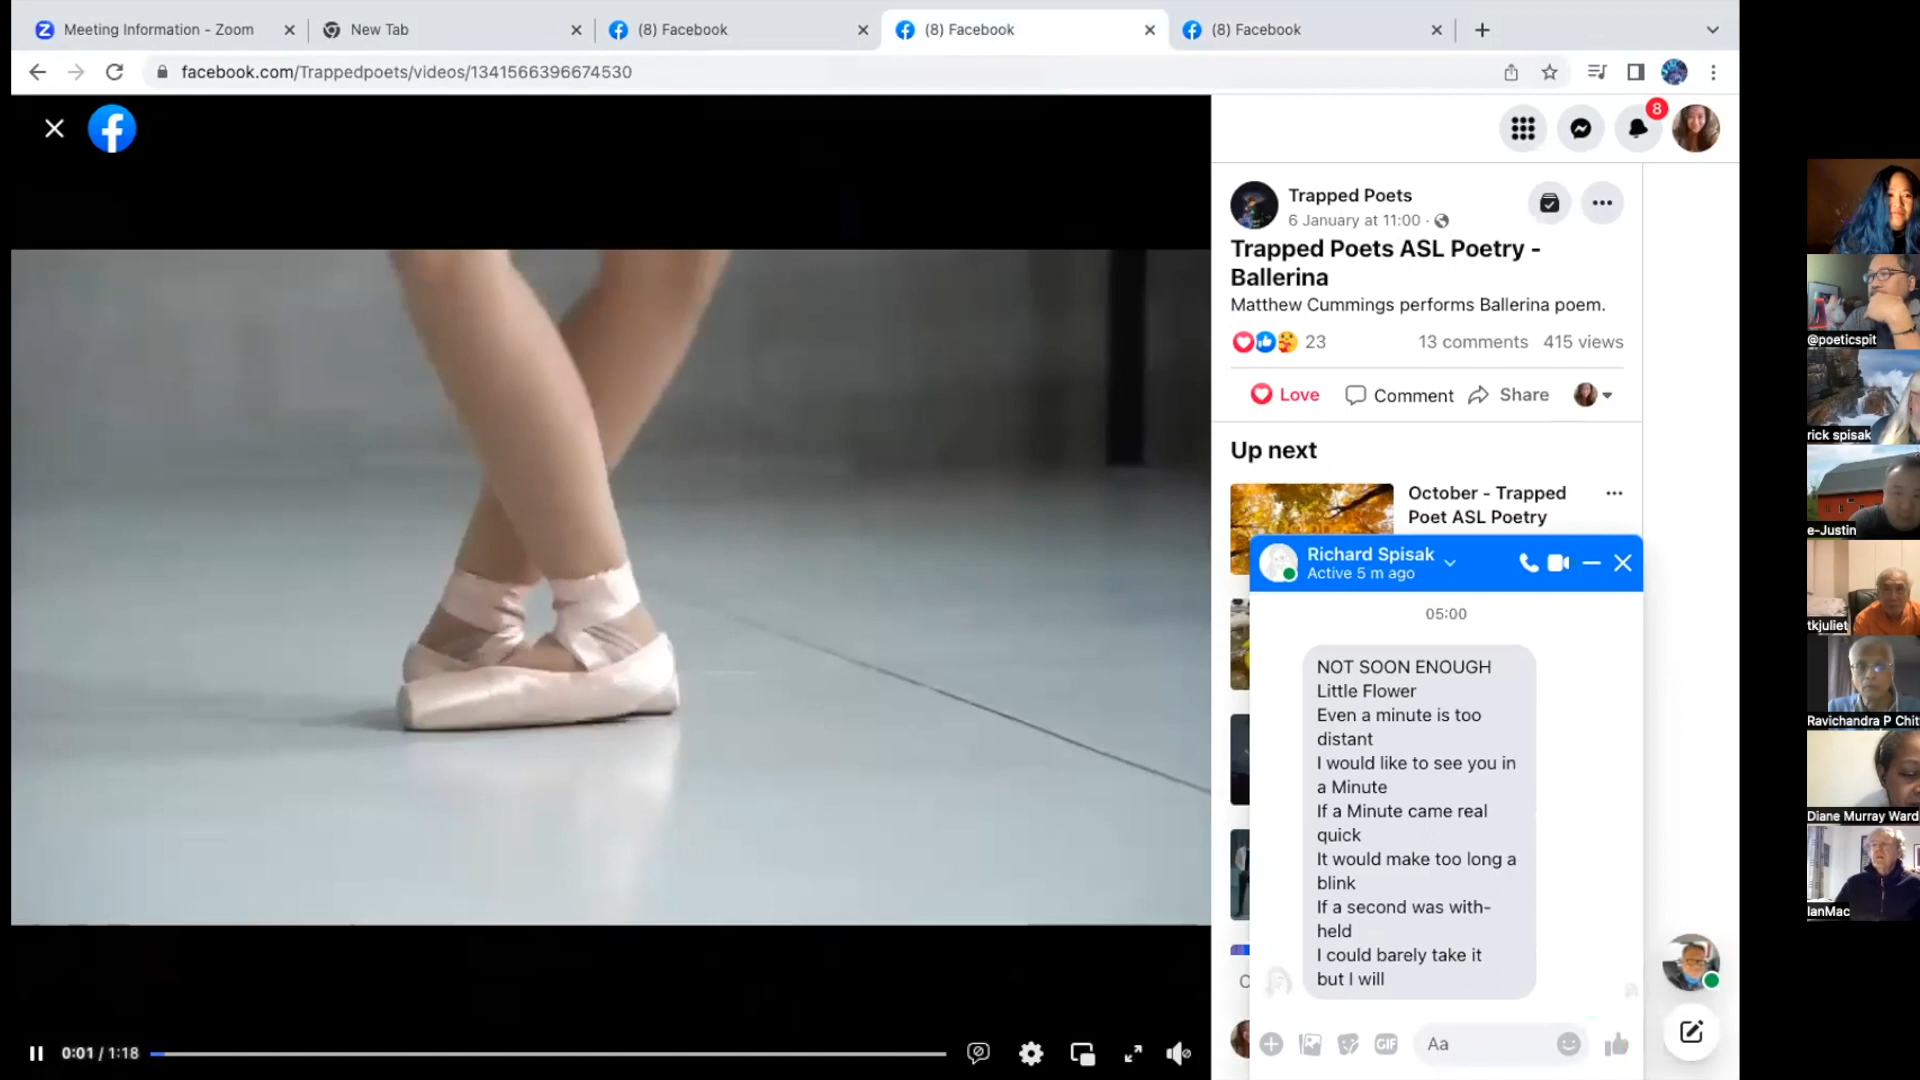 Meeting Information - Zoom
New Tab
(8) Facebook
(8) Facebook
(8) Facebook
facebook.com/Trappedpoets/videos/1341566396674530
8
Trapped Poets
6 January at 11:00 ·
Trapped Poets ASL Poetry -
Ballerina
Matthew Cummings performs Ballerina poem.
23
13 comments 415 views
Love Comment Share
Up next
October - Trapped
Poet ASL Poetry
Richard Spisak
Active 5 m ago
05:00
NOT SOON ENOUGH
Little Flower
Even a minute is too
distant
I would like to see you in
a Minute
If a Minute came real
quick
It would make too long a
blink
If a second was with-
held
I could barely take it
but I will
GIF
Aa
0:01 / 1:18
@poeticspit
rick spisak
e-Justin
tkjuliet
Ravichandra P Chit
Diane Murray Ward
IanMac